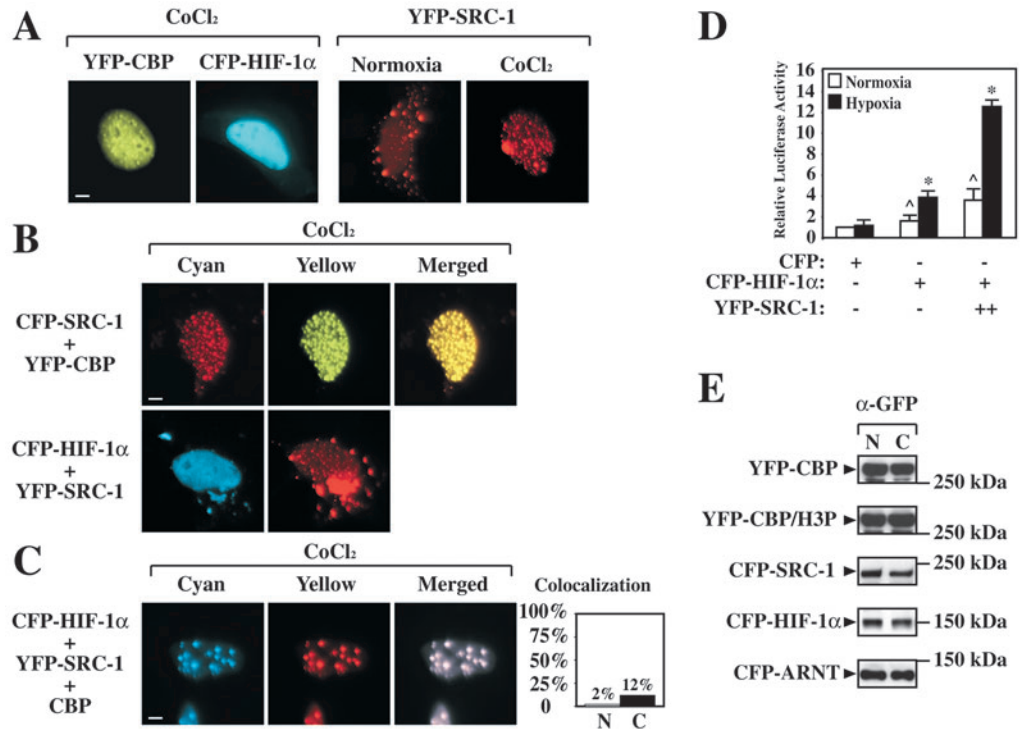 A
CoCl₂
YFP-SRC-1
YFP-CBP
CFP-HIF-1α
Normoxia
CoCl₂
B
CoCl₂
Cyan
Yellow
Merged
CFP-SRC-1
+
YFP-CBP
CFP-HIF-1α
+
YFP-SRC-1
C
CoCl₂
Cyan
Yellow
Merged
CFP-HIF-1α
+
YFP-SRC-1
+
CBP
Colocalization
100%
75%
50%
25%
0
2%
12%
N C
D
Relative Luciferase Activity
16
14
12
10
8
6
4
2
0
Normoxia
Hypoxia
^ * ^ *
CFP: + - -
CFP-HIF-1α: - + +
YFP-SRC-1: - - ++
E
α-GFP
N C
YFP-CBP
250 kDa
YFP-CBP/H3P
250 kDa
CFP-SRC-1
250 kDa
CFP-HIF-1α
150 kDa
CFP-ARNT
150 kDa